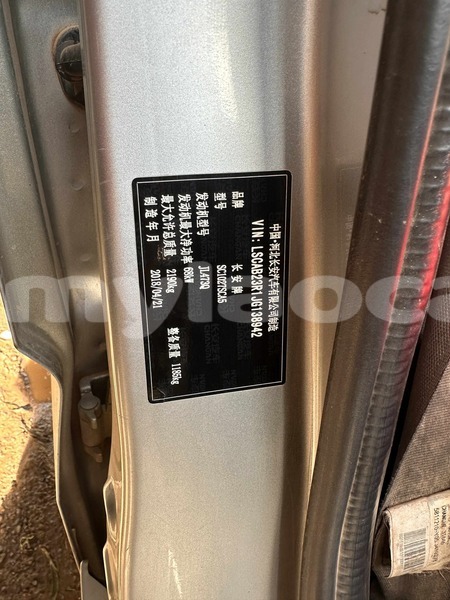 中国·河北长安汽车有限公司制造
VIN: LSCAB23R1JG138942
品牌 长安牌
型号 SC1027SCA5
发动机型号 JL473Q
发动机最大净功率 68kW
最大允许总质量 2190kg 整备质量 1185kg
制造年月 2018/04/21
myIaoca